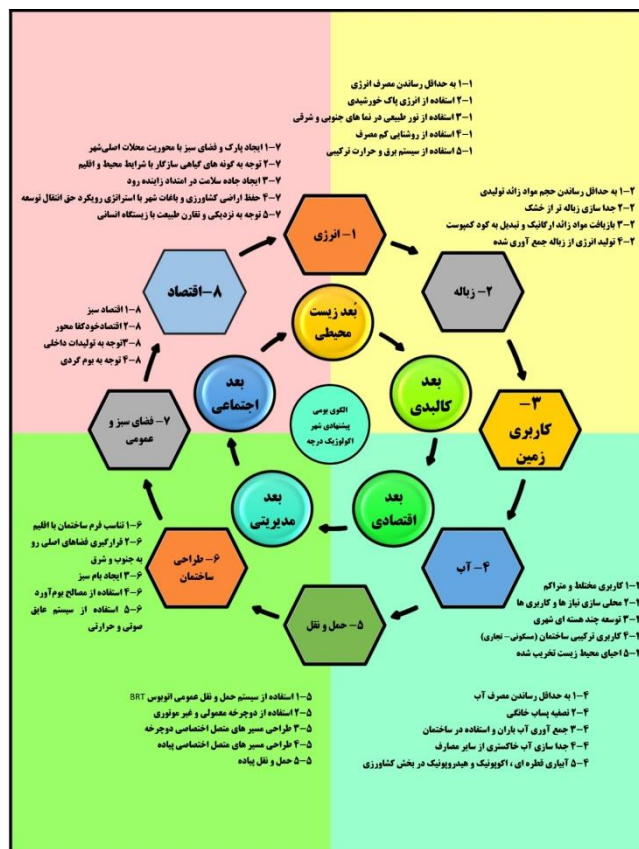 ۱-۱ به حداقل رساندن مصرف انرژی
۱-۲ استفاده از انرژی پاک خورشیدی
۱-۳ استفاده از نور طبیعی در نما های جنوبی و شرقی
۱-۴ استفاده از روشنایی کم مصرف
۱-۵ استفاده از سیستم برق و حرارت ترکیبی
۷-۱ ایجاد پارک و فضای سبز با محوریت محلات اصلی شهر
۷-۲ توجه به گونه های گیاهی سازگار با شرایط محیط و اقلیم
۷-۳ ایجاد جاده سلامت در امتداد زاینده رود
۷-۴ حفظ اراضی کشاورزی و باغات شهر با استراتژی رویکرد حق انتقال توسعه
۷-۵ توجه به نزدیکی و تقارن طبیعت با زیستگاه انسانی
۲-۱ به حداقل رساندن حجم مواد زائد تولیدی
۲-۲ جدا سازی زباله تر از خشک
۲-۳ بازیافت مواد زائد ارگانیک و تبدیل به کود کمپوست
۲-۴ تولید انرژی از زباله جمع آوری شده
۱- انرژی
۸-اقتصاد
۲- زباله
۸-۱ اقتصاد سبز
۸-۲ اقتصادخودکفا محور
۸-۳توجه به تولیدات داخلی
۸-۴ توجه به بوم گردی
بُعد زیست
محیطی
بعد
اجتماعی
بعد
کالبدی
الگوی بومی
پیشنهادی شهر
اکولوژیک درچه
۳-
کاربری
زمین
۷- فضای سبز و
عمومی
بعد
مدیریتی
بعد
اقتصادی
۶-۱ تناسب فرم ساختمان با اقلیم
۶-۲ قرارگیری فضاهای اصلی رو
به جنوب و شرق
۶-۳ ایجاد بام سبز
۶-۴ استفاده از مصالح بوم‌آورد
۶-۵ استفاده از سیستم عایق
صوتی و حرارتی
۶- طراحی
ساختمان
۴- آب
۵- حمل و نقل
۳-۱ کاربری مختلط و متراکم
۳-۲ محلی سازی نیاز ها و کاربری ها
۳-۳ توسعه چند هسته ای شهری
۳-۴ کاربری ترکیبی ساختمان (مسکونی- تجاری)
۳-۵ احیای محیط زیست تخریب شده
۵-۱ استفاده از سیستم حمل و نقل عمومی اتوبوس BRT
۵-۲ استفاده از دوچرخه معمولی و غیر موتوری
۵-۳ طراحی مسیر های متصل اختصاصی دوچرخه
۵-۴ طراحی مسیر های متصل اختصاصی پیاده
۵-۵ حمل و نقل پیاده
۴-۱ به حداقل رساندن مصرف آب
۴-۲ تصفیه پساب خانگی
۴-۳ جمع آوری آب باران و استفاده در ساختمان
۴-۴ جدا سازی آب خاکستری از سایر مصارف
۴-۵ آبیاری قطره ای ، اکوپونیک و هیدروپونیک در بخش کشاورزی